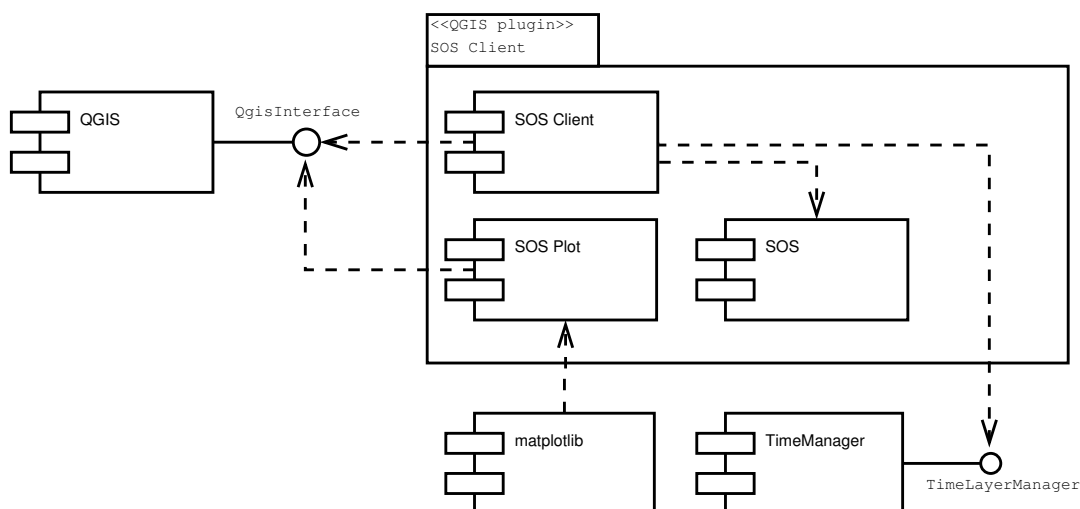 <<QGIS plugin>>
SOS Client
QgisInterface
QGIS
SOS Client
SOS Plot
SOS
matplotlib
TimeManager
TimeLayerManager